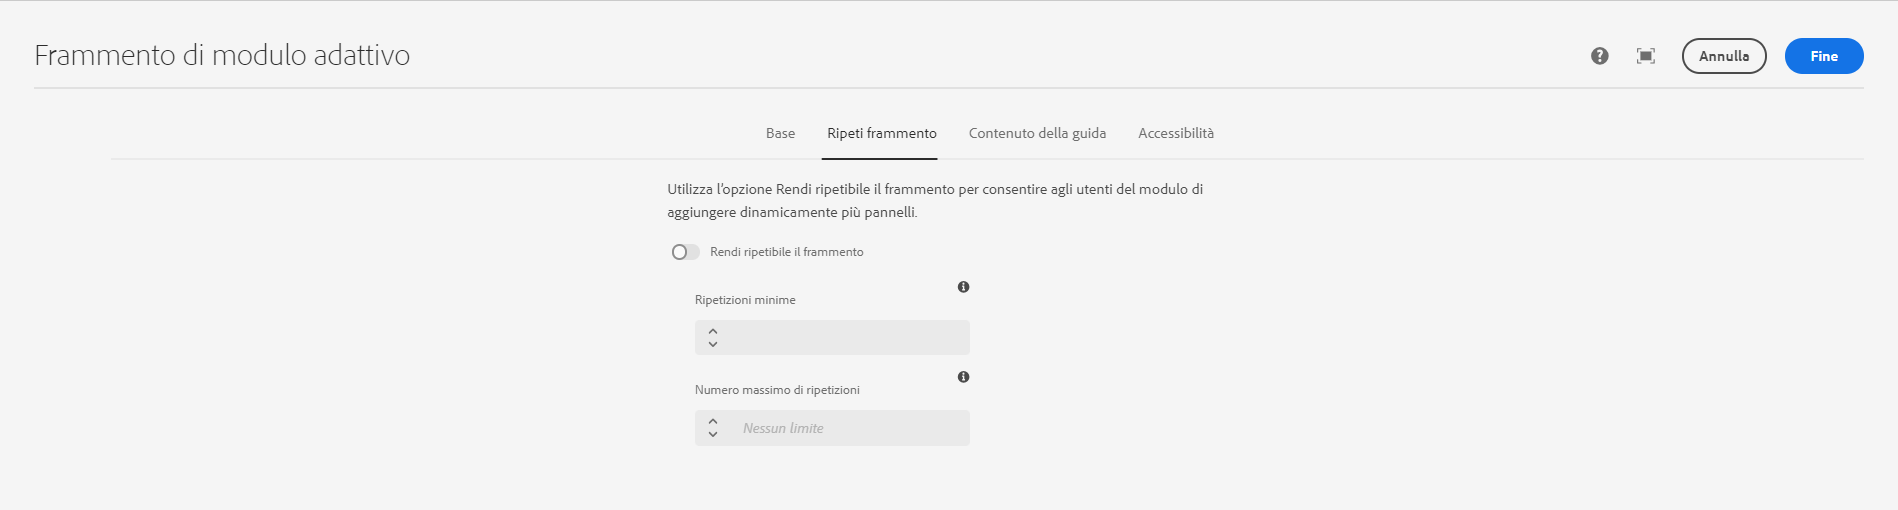 Frammento di modulo adattivo
Annulla
Fine
Base
Ripeti frammento
Contenuto della guida
Accessibilità
Utilizza l'opzione Rendi ripetibile il frammento per consentire agli utenti del modulo di
aggiungere dinamicamente più pannelli.
Rendi ripetibile il frammento
Ripetizioni minime
Numero massimo di ripetizioni
Nessun limite